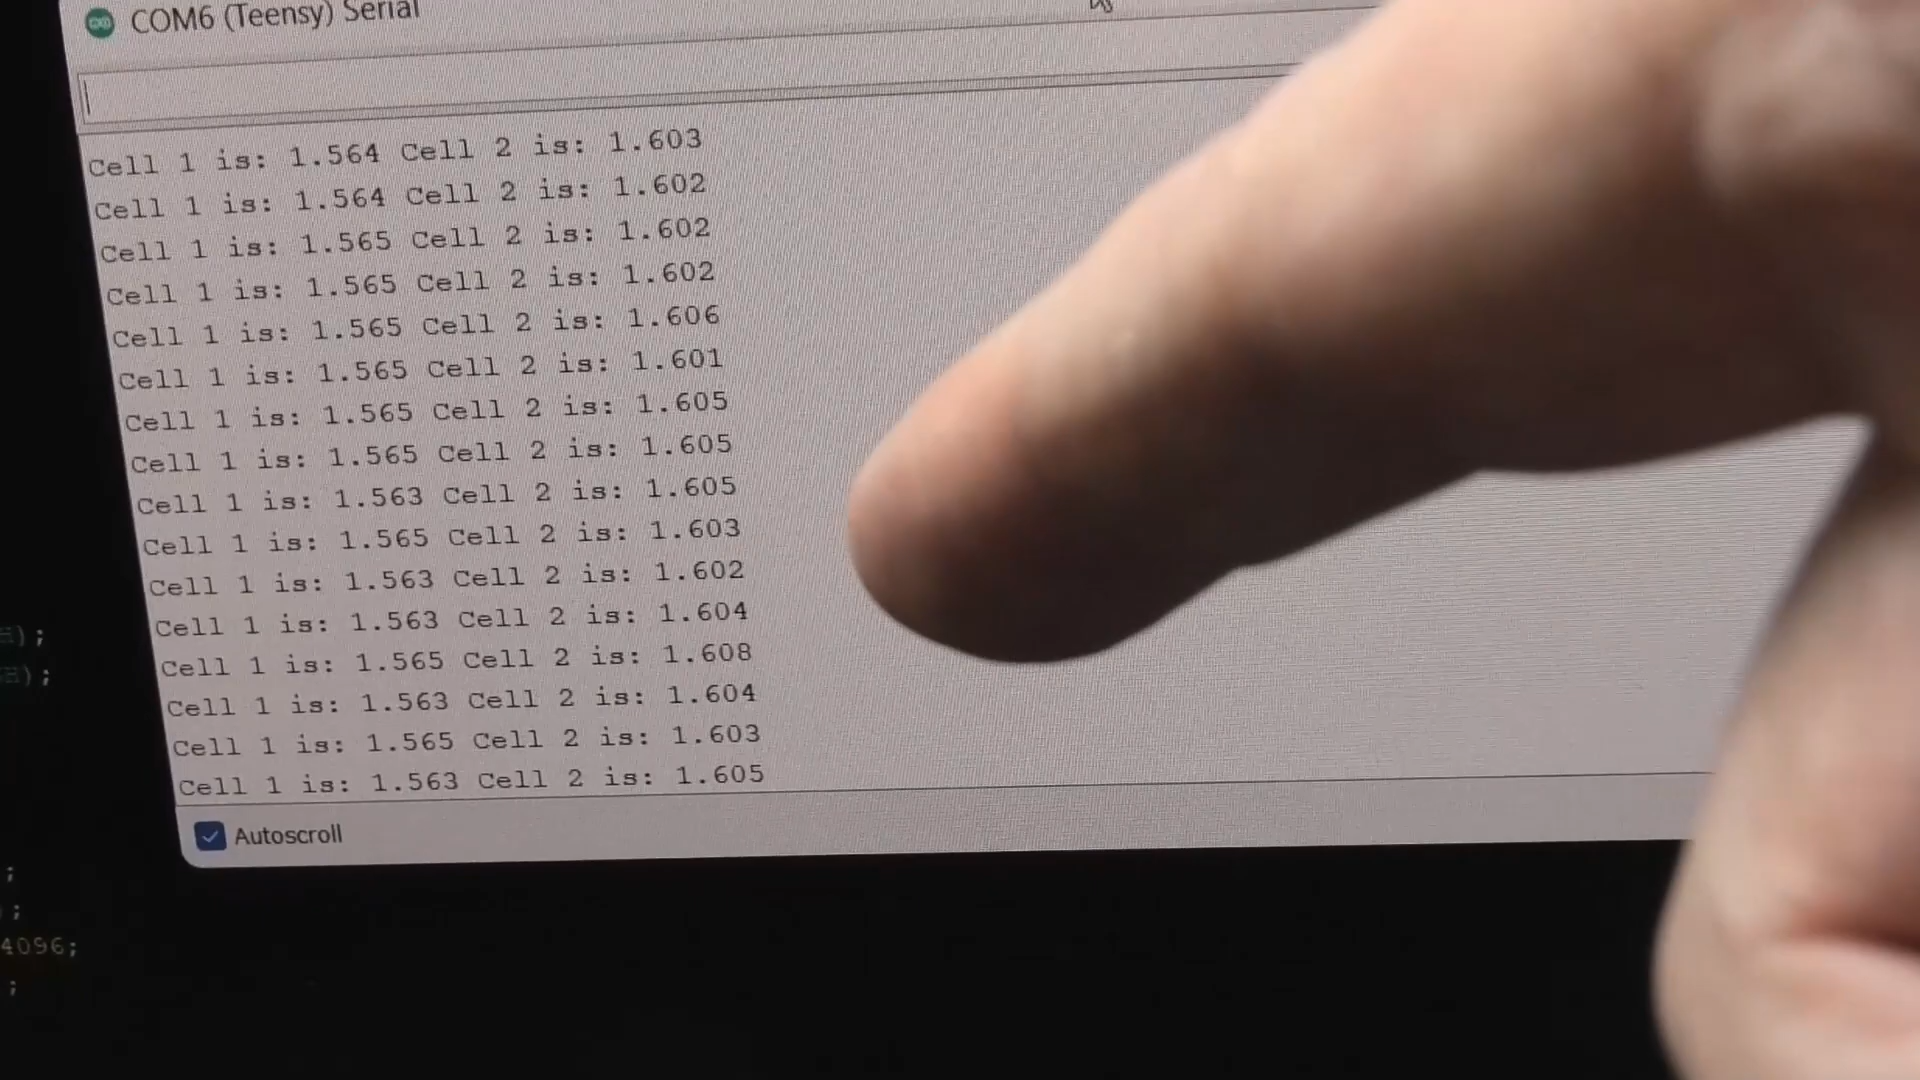 COM6 (Teensy) Serial
Cell 1 is: 1.564 Cell 2 is: 1.603
Cell 1 is: 1.564 Cell 2 is: 1.602
Cell 1 is: 1.565 Cell 2 is: 1.602
Cell 1 is: 1.565 Cell 2 is: 1.602
Cell 1 is: 1.565 Cell 2 is: 1.606
Cell 1 is: 1.565 Cell 2 is: 1.601
Cell 1 is: 1.565 Cell 2 is: 1.605
Cell 1 is: 1.565 Cell 2 is: 1.605
Cell 1 is: 1.563 Cell 2 is: 1.605
Cell 1 is: 1.565 Cell 2 is: 1.603
Cell 1 is: 1.563 Cell 2 is: 1.602
Cell 1 is: 1.563 Cell 2 is: 1.604
Cell 1 is: 1.565 Cell 2 is: 1.608
Cell 1 is: 1.563 Cell 2 is: 1.604
Cell 1 is: 1.565 Cell 2 is: 1.603
Cell 1 is: 1.563 Cell 2 is: 1.605
Autoscroll
);
);
;
);
4096;
;